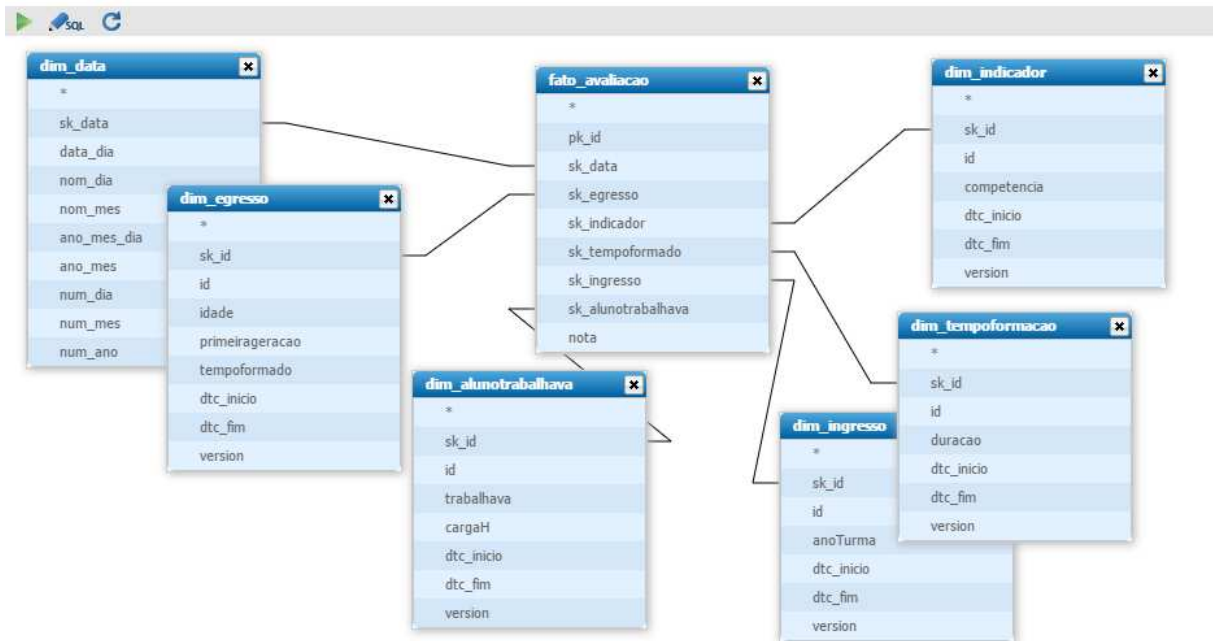 SQL
dim_data
*
sk_data
data_dia
nom_dia
nom_mes
ano_mes_dia
ano_mes
num_dia
num_mes
num_ano
dim_egresso
*
sk_id
id
idade
primeirageracao
tempoformado
dtc_inicio
dtc_fim
version
fato_avaliacao
*
pk_id
sk_data
sk_egresso
sk_indicador
sk_tempoformado
sk_ingresso
sk_alunotrabalhava
nota
dim_alunotrabalhava
*
sk_id
id
trabalhava
cargaH
dtc_inicio
dtc_fim
version
dim_indicador
*
sk_id
id
competencia
dtc_inicio
dtc_fim
version
dim_tempoformacao
*
sk_id
id
duracao
dtc_inicio
dtc_fim
version
dim_ingresso
*
sk_id
id
anoTurma
dtc_inicio
dtc_fim
version